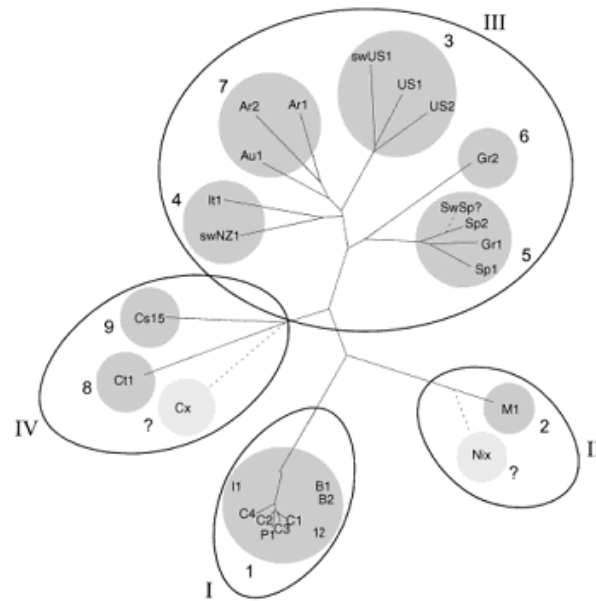 III
3
swUS1
US1
US2
7
Ar2
Ar1
Au1
6
Gr2
4
It1
swNZ1
SwSp?
Sp2
Gr1
Sp1
5
9
Cs15
8
Ct1
Cx
?
IV
M1
2
Nix
?
II
I1
B1
B2
C4
C2
C1
C3
P1
12
1
I